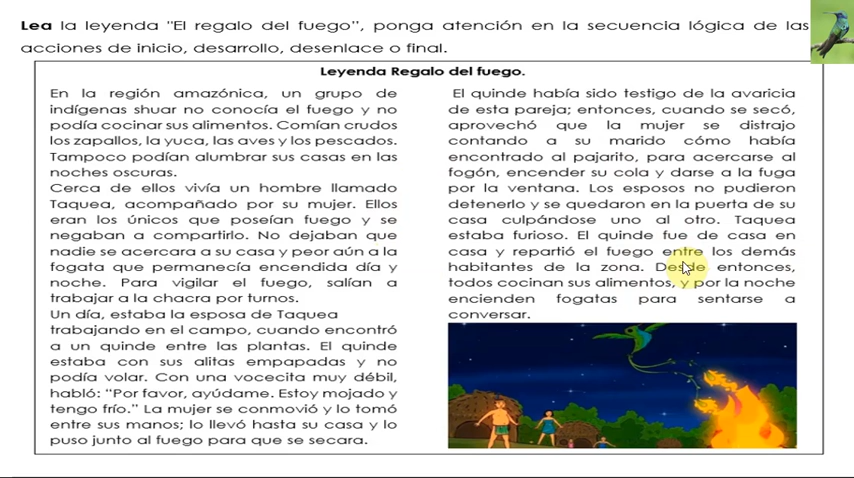 Lea la leyenda "El regalo del fuego", ponga atención en la secuencia lógica de las
acciones de inicio, desarrollo, desenlace o final.
Leyenda Regalo del fuego.
En la región amazónica, un grupo de
indígenas shuar no conocía el fuego y no
podía cocinar sus alimentos. Comían crudos
los zapallos, la yuca, las aves y los pescados.
Tampoco podían alumbrar sus casas en las
noches oscuras.
Cerca de ellos vivía un hombre llamado
Taquea, acompañado por su mujer. Ellos
eran los únicos que poseían fuego y se
negaban a compartirlo. No dejaban que
nadie se acercara a su casa y peor aún a la
fogata que permanecía encendida día y
noche. Para vigilar el fuego, salían a
trabajar a la chacra por turnos.
Un día, estaba la esposa de Taquea
trabajando en el campo, cuando encontró
a un quinde entre las plantas. El quinde
estaba con sus alitas empapadas y no
podía volar. Con una vocecita muy débil,
habló: "Por favor, ayúdame. Estoy mojado y
tengo frío." La mujer se conmovió y lo tomó
entre sus manos; lo llevó hasta su casa y lo
puso junto al fuego para que se secara.
El quinde había sido testigo de la avaricia
de esta pareja; entonces, cuando se secó,
aprovechó que la mujer se distrajo
contando a su marido cómo había
encontrado al pajarito, para acercarse al
fogón, encender su cola y darse a la fuga
por la ventana. Los esposos no pudieron
detenerlo y se quedaron en la puerta de su
casa culpándose uno al otro. Taquea
estaba furioso. El quinde fue de casa en
casa y repartió el fuego entre los demás
habitantes de la zona. Desde entonces,
todos cocinan sus alimentos, y por la noche
encienden fogatas para sentarse a
conversar.